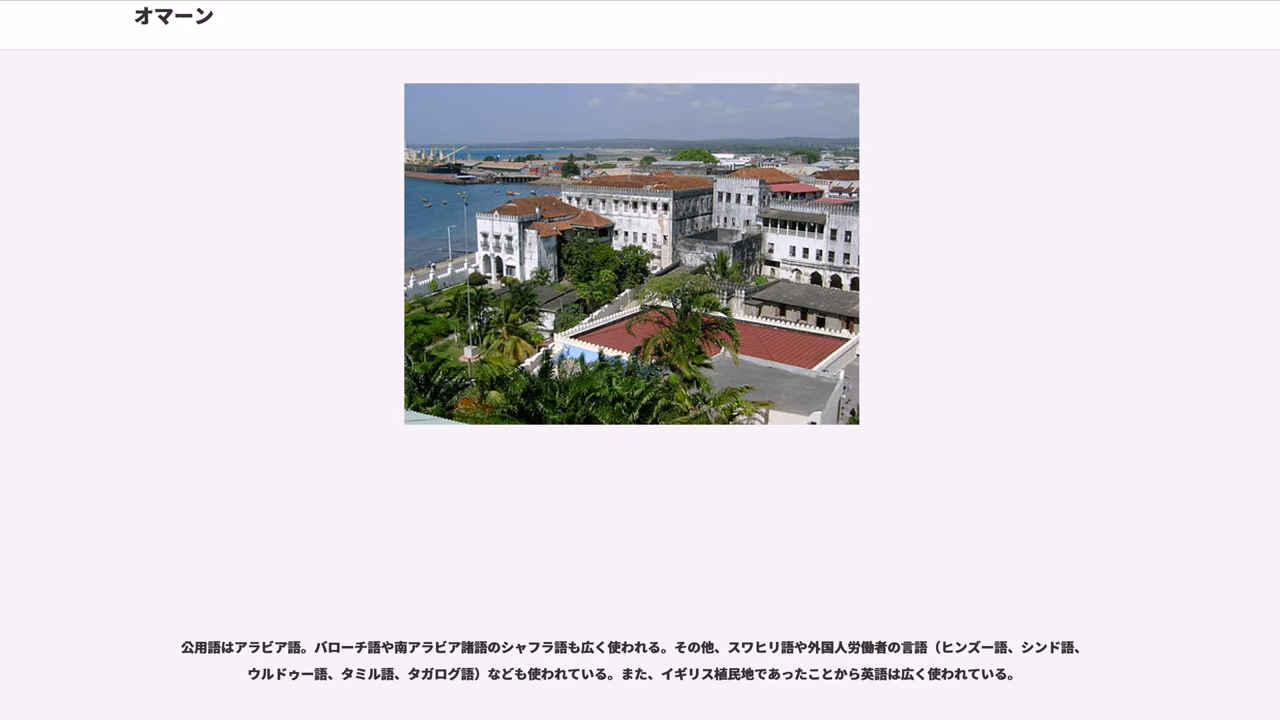 オマーン
公用語はアラビア語。バローチ語や南アラビア諸語のシャフラ語も広く使われる。その他、スワヒリ語や外国人労働者の言語（ヒンズー語、シンド語、
ウルドゥー語、タミル語、タガログ語）なども使われている。また、イギリス植民地であったことから英語は広く使われている。